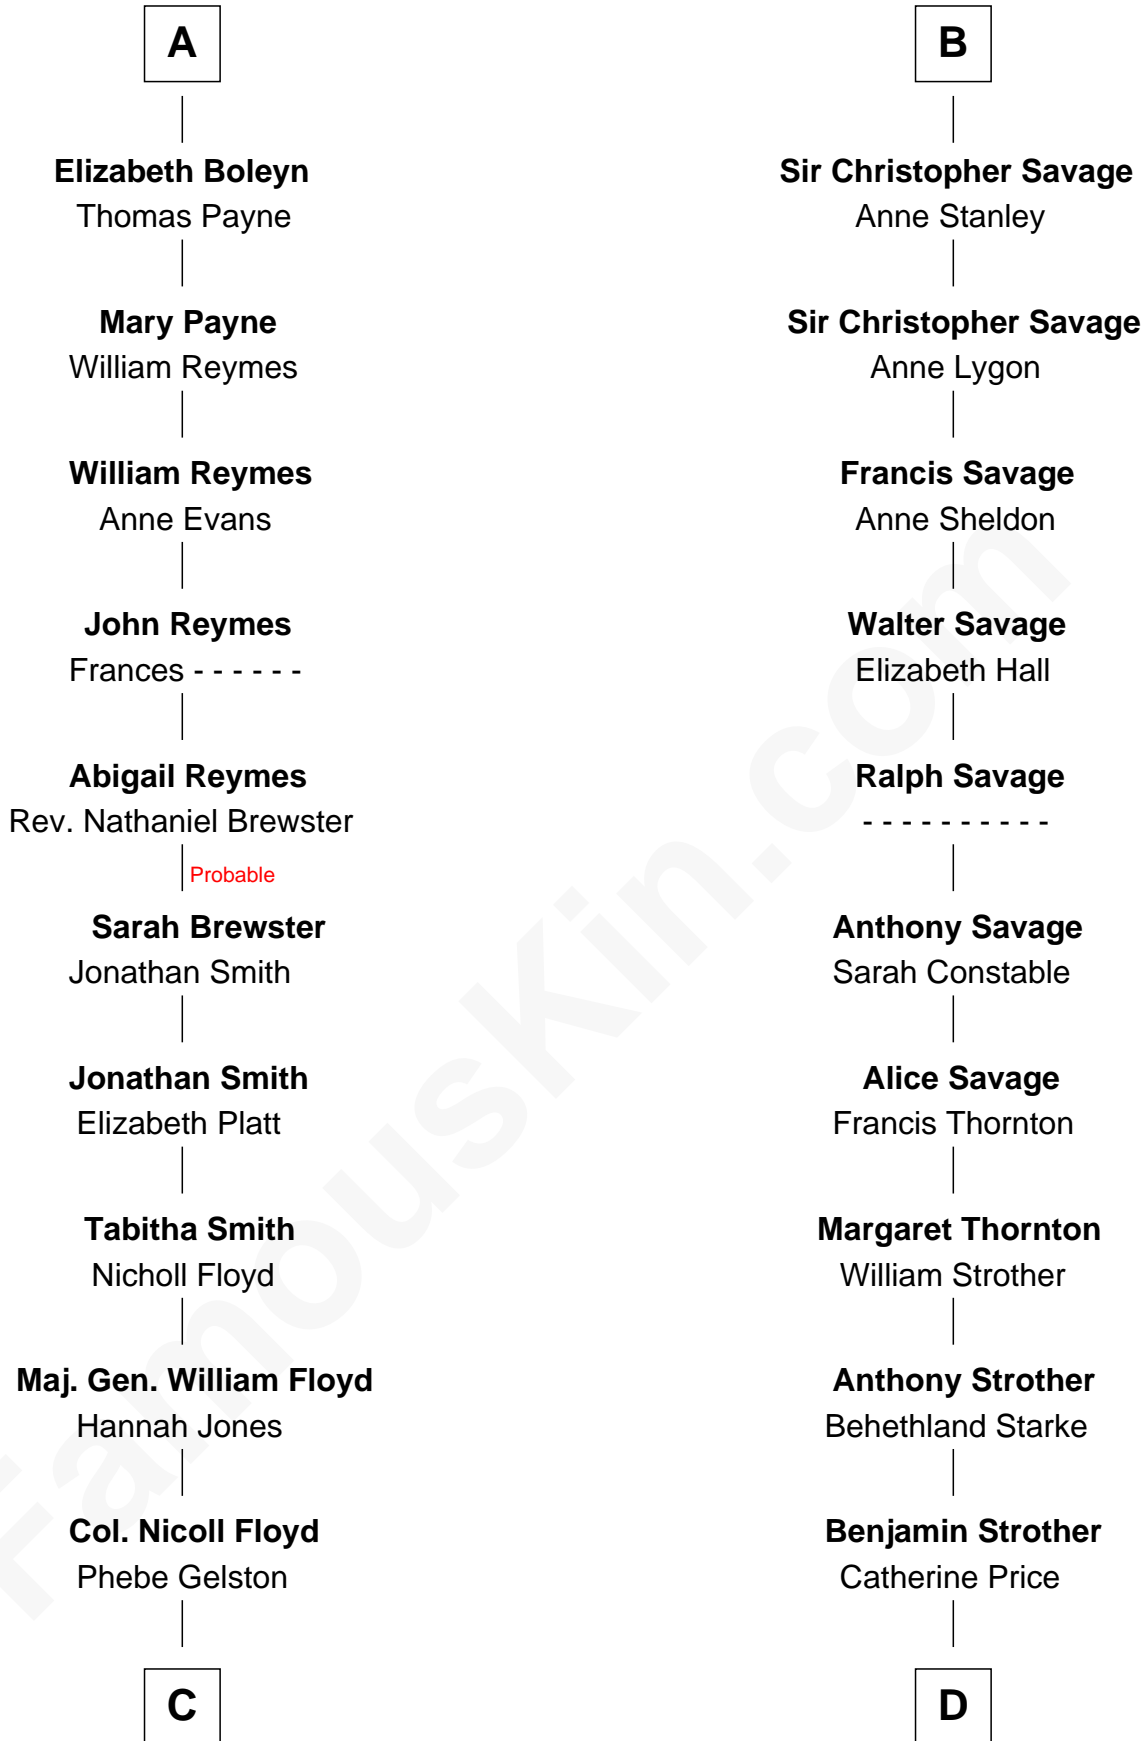 A
Elizabeth Boleyn
Thomas Payne
Mary Payne
William Reymes
William Reymes
Anne Evans
John Reymes
Frances - - - - - -
Abigail Reymes
Rev. Nathaniel Brewster
Probable
Sarah Brewster
Jonathan Smith
Jonathan Smith
Elizabeth Platt
Tabitha Smith
Nicholl Floyd
Maj. Gen. William Floyd
Hannah Jones
Col. Nicoll Floyd
Phebe Gelston
C
B
Sir Christopher Savage
Anne Stanley
Sir Christopher Savage
Anne Lygon
Francis Savage
Anne Sheldon
Walter Savage
Elizabeth Hall
Ralph Savage
- - - - - - - - - -
Anthony Savage
Sarah Constable
Alice Savage
Francis Thornton
Margaret Thornton
William Strother
Anthony Strother
Behethland Starke
Benjamin Strother
Catherine Price
D
FamousKin.com